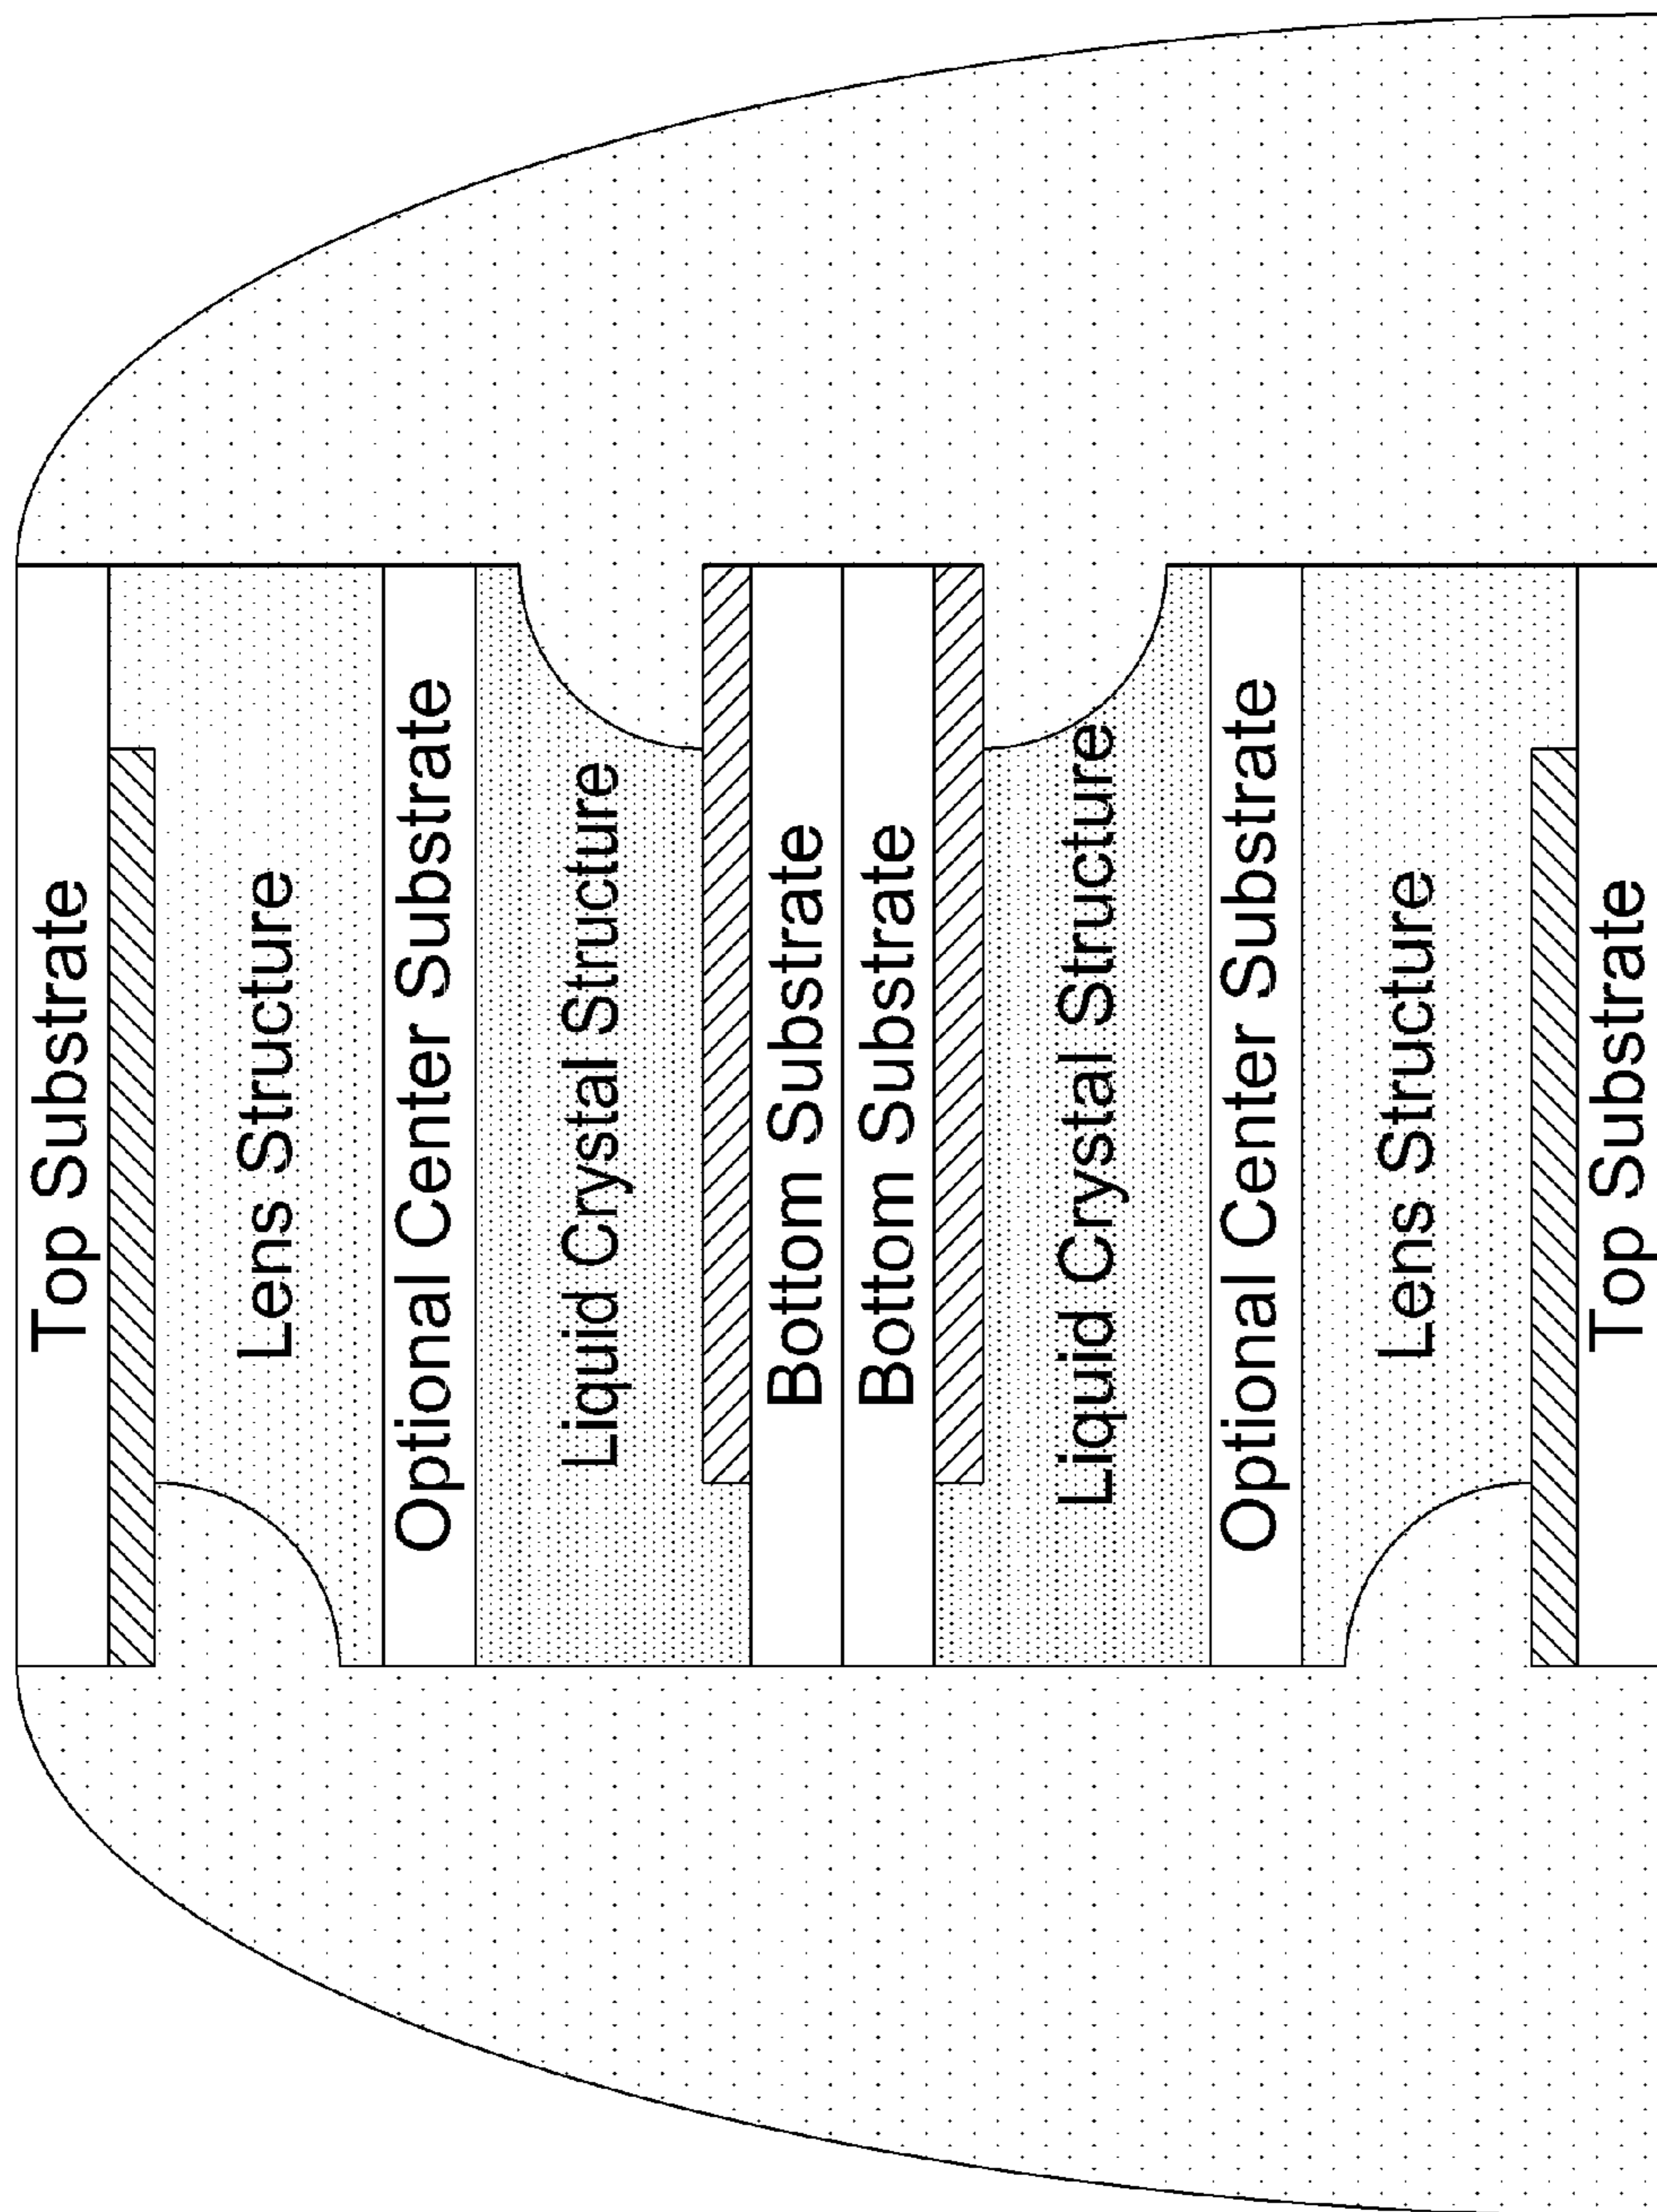 Top Substrate
Lens Structure
Optional Center Substrate
Liquid Crystal Structure
Bottom Substrate
Bottom Substrate
Liquid Crystal Structure
Optional Center Substrate
Lens Structure
Top Substrate